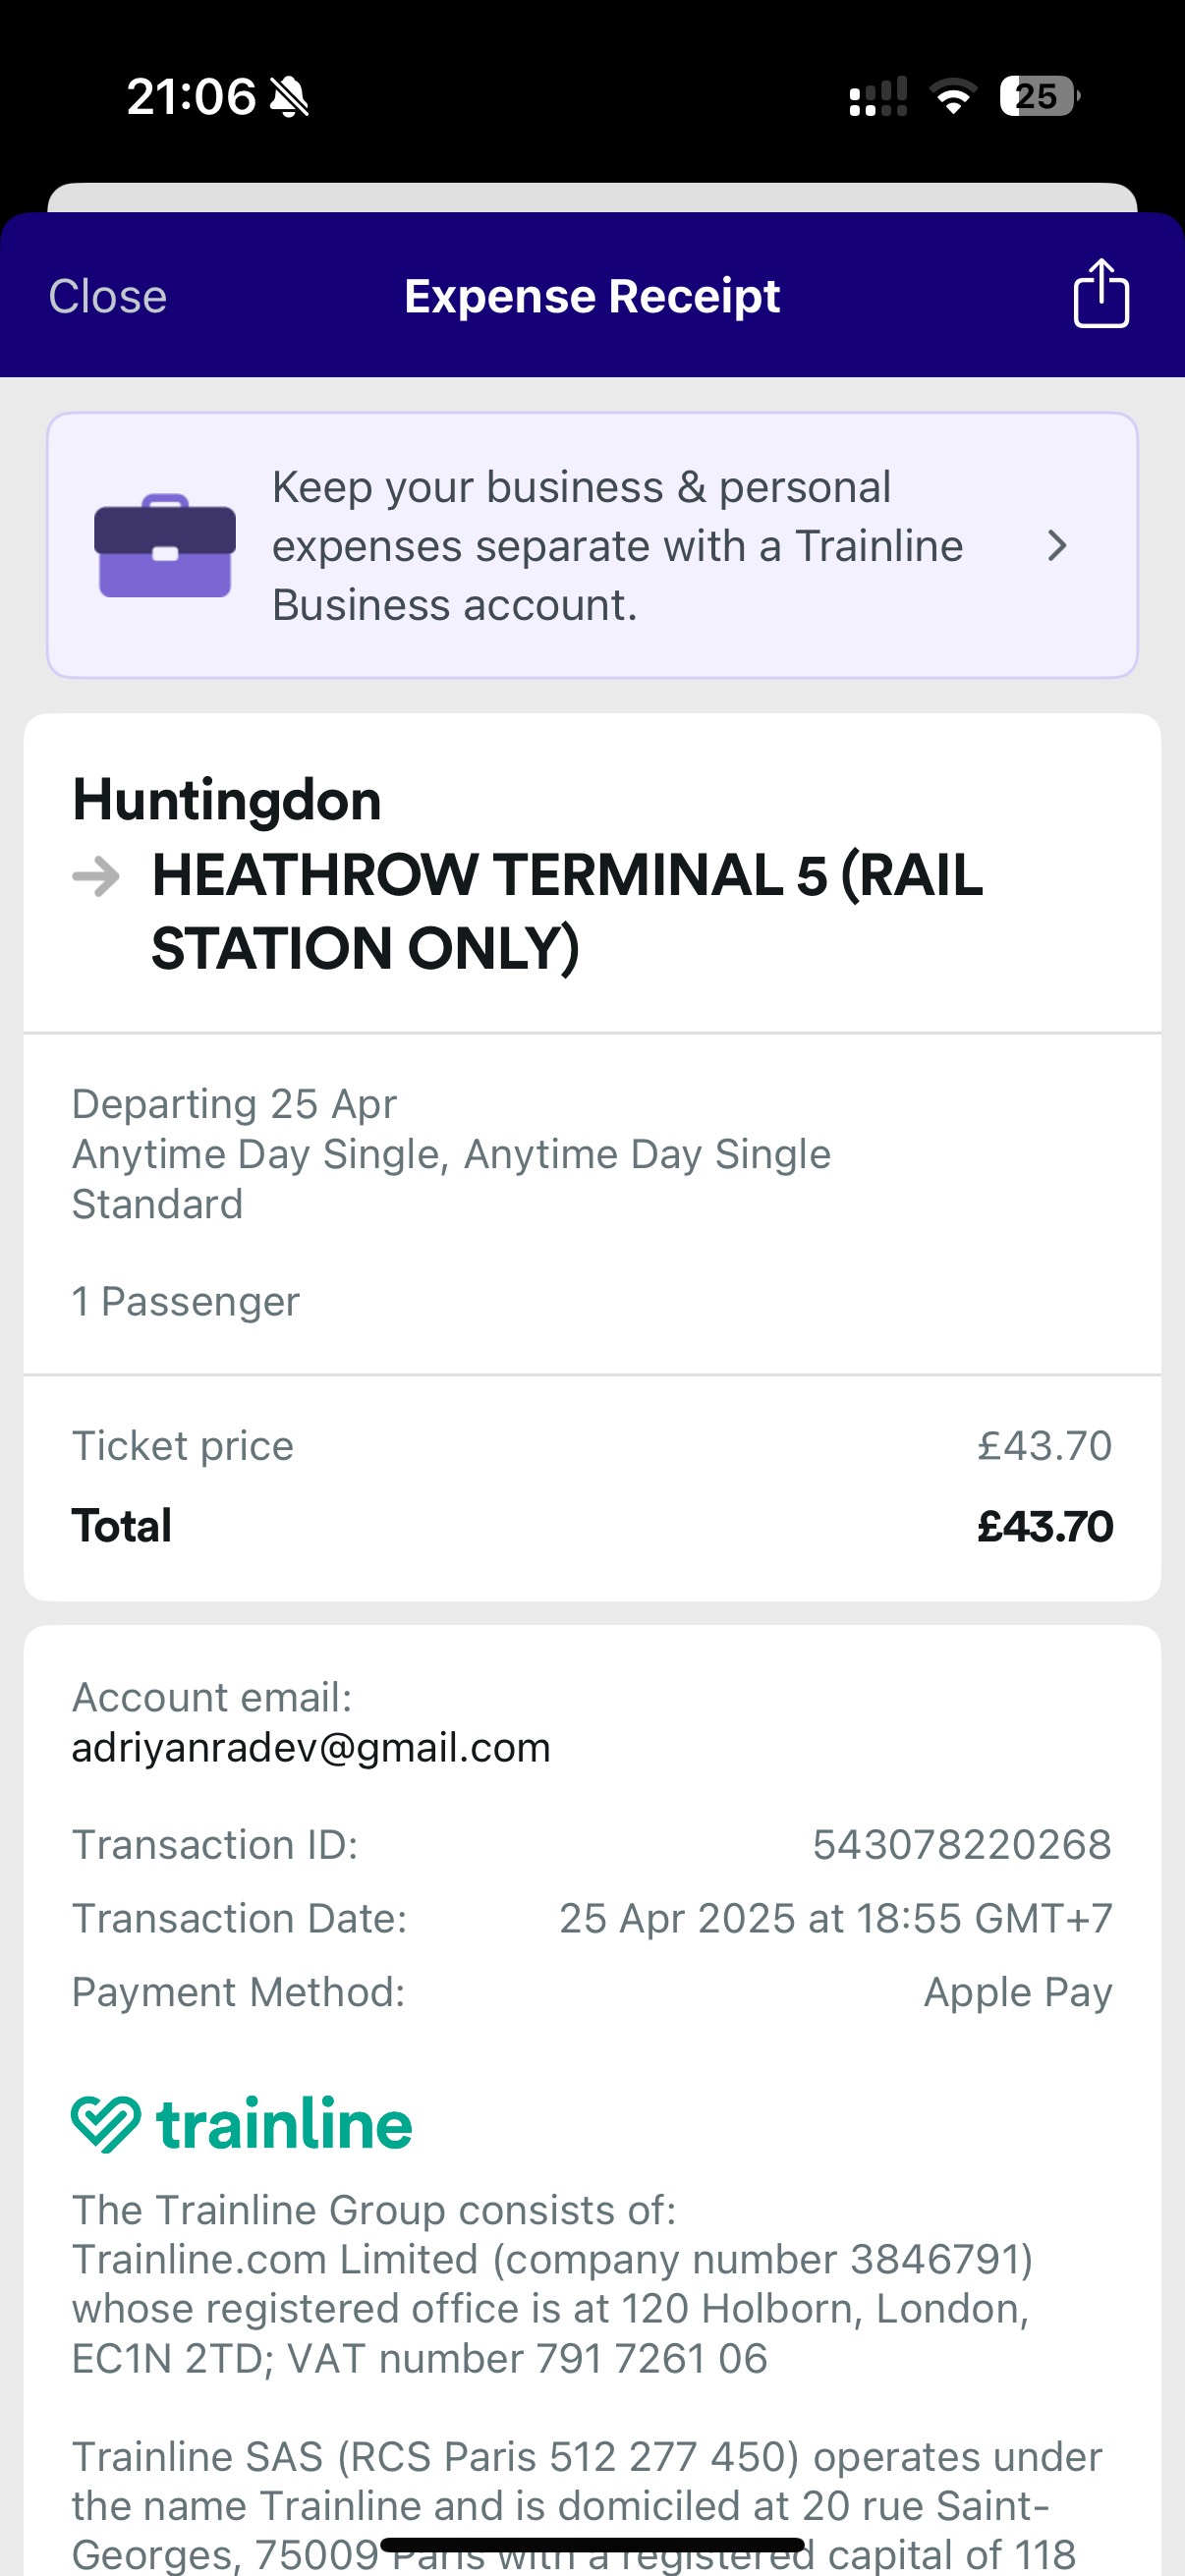 21:06
25
Close
Expense Receipt
Keep your business & personal
expenses separate with a Trainline
Business account.
Huntingdon
→ HEATHROW TERMINAL 5 (RAIL
STATION ONLY)
Departing 25 Apr
Anytime Day Single, Anytime Day Single
Standard
1 Passenger
Ticket price £43.70
Total £43.70
Account email:
adriyanradev@gmail.com
Transaction ID: 543078220268
Transaction Date: 25 Apr 2025 at 18:55 GMT+7
Payment Method: Apple Pay
trainline
The Trainline Group consists of:
Trainline.com Limited (company number 3846791)
whose registered office is at 120 Holborn, London,
EC1N 2TD; VAT number 791 7261 06
Trainline SAS (RCS Paris 512 277 450) operates under
the name Trainline and is domiciled at 20 rue Saint-
Georges, 75009 Paris with a registered capital of 118